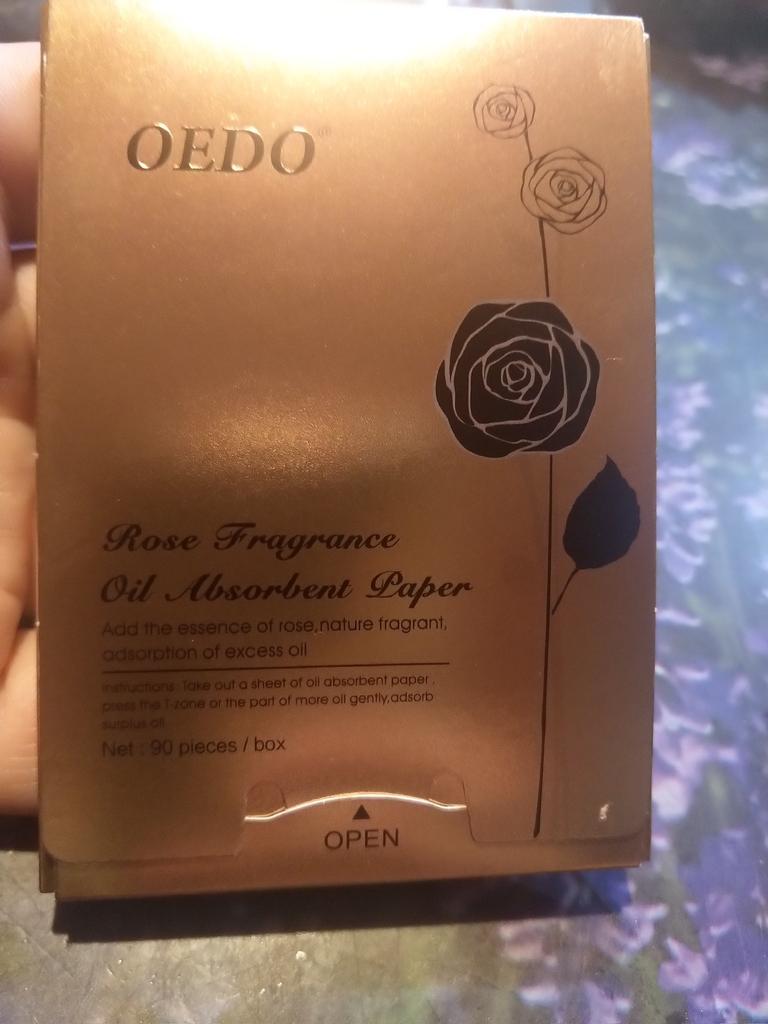 OEDO®
Rose Fragrance
Oil Absorbent Paper
Add the essence of rose,nature fragrant,
adsorption of excess oil
Instructions: Take out a sheet of oil absorbent paper ,
press the T-zone or the part of more oil gently,adsorb
surplus oil
Net : 90 pieces / box
OPEN